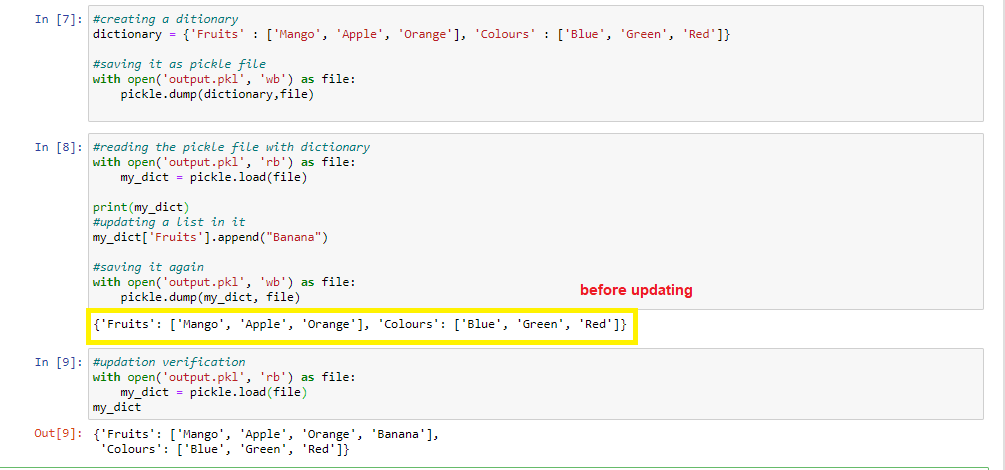 In [7]: #creating a ditionary
dictionary = {'Fruits' : ['Mango', 'Apple', 'Orange'], 'Colours' : ['Blue', 'Green', 'Red']}
#saving it as pickle file
with open('output.pkl', 'wb') as file:
    pickle.dump(dictionary,file)
In [8]: #reading the pickle file with dictionary
with open('output.pkl', 'rb') as file:
    my_dict = pickle.load(file)
print(my_dict)
#updating a list in it
my_dict['Fruits'].append("Banana")
#saving it again
with open('output.pkl', 'wb') as file:
    pickle.dump(my_dict, file)
before updating
{'Fruits': ['Mango', 'Apple', 'Orange'], 'Colours': ['Blue', 'Green', 'Red']}
In [9]: #updation verification
with open('output.pkl', 'rb') as file:
    my_dict = pickle.load(file)
my_dict
Out[9]: {'Fruits': ['Mango', 'Apple', 'Orange', 'Banana'],
 'Colours': ['Blue', 'Green', 'Red']}